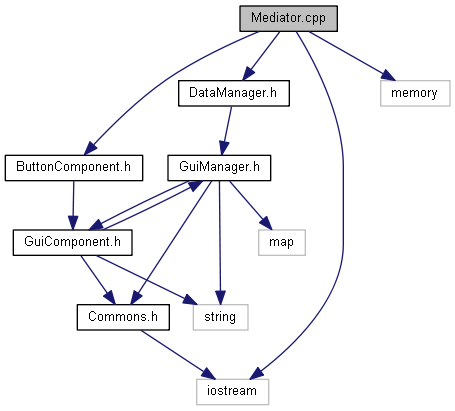 Mediator.cpp
DataManager.h
memory
ButtonComponent.h
GuiManager.h
GuiComponent.h
map
Commons.h
string
iostream